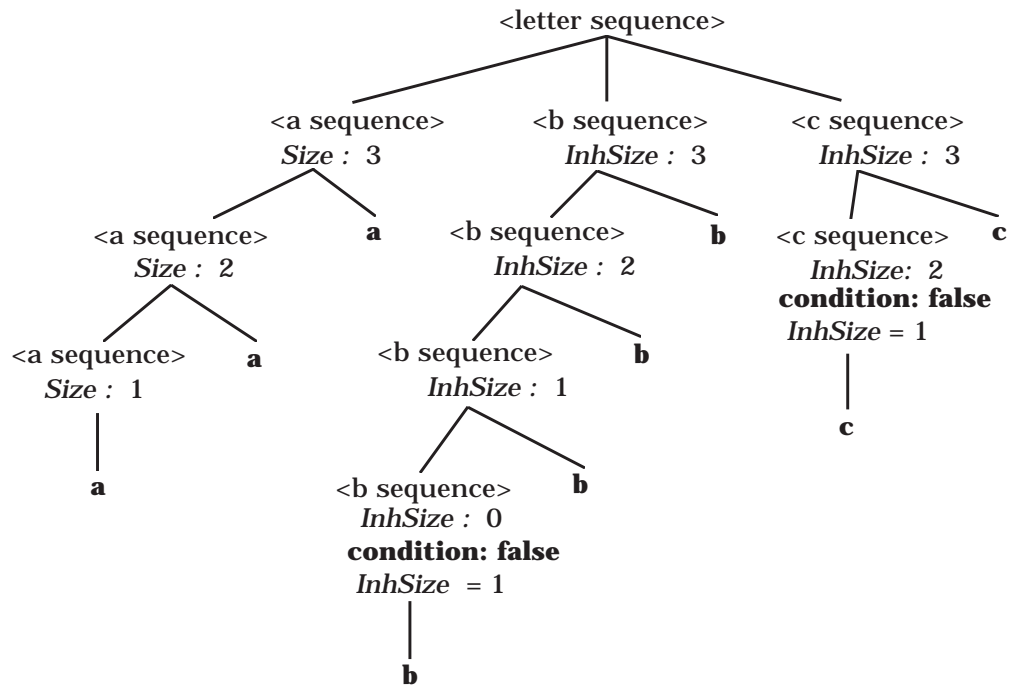 <letter sequence>
<a sequence> <b sequence> <c sequence>
Size : 3 InhSize : 3 InhSize : 3
<a sequence> a <b sequence> b <c sequence> c
Size : 2 InhSize : 2 InhSize: 2
condition: false
InhSize = 1
<a sequence> a <b sequence> b
Size : 1 InhSize : 1
c
a <b sequence> b
InhSize : 0
condition: false
InhSize = 1
b